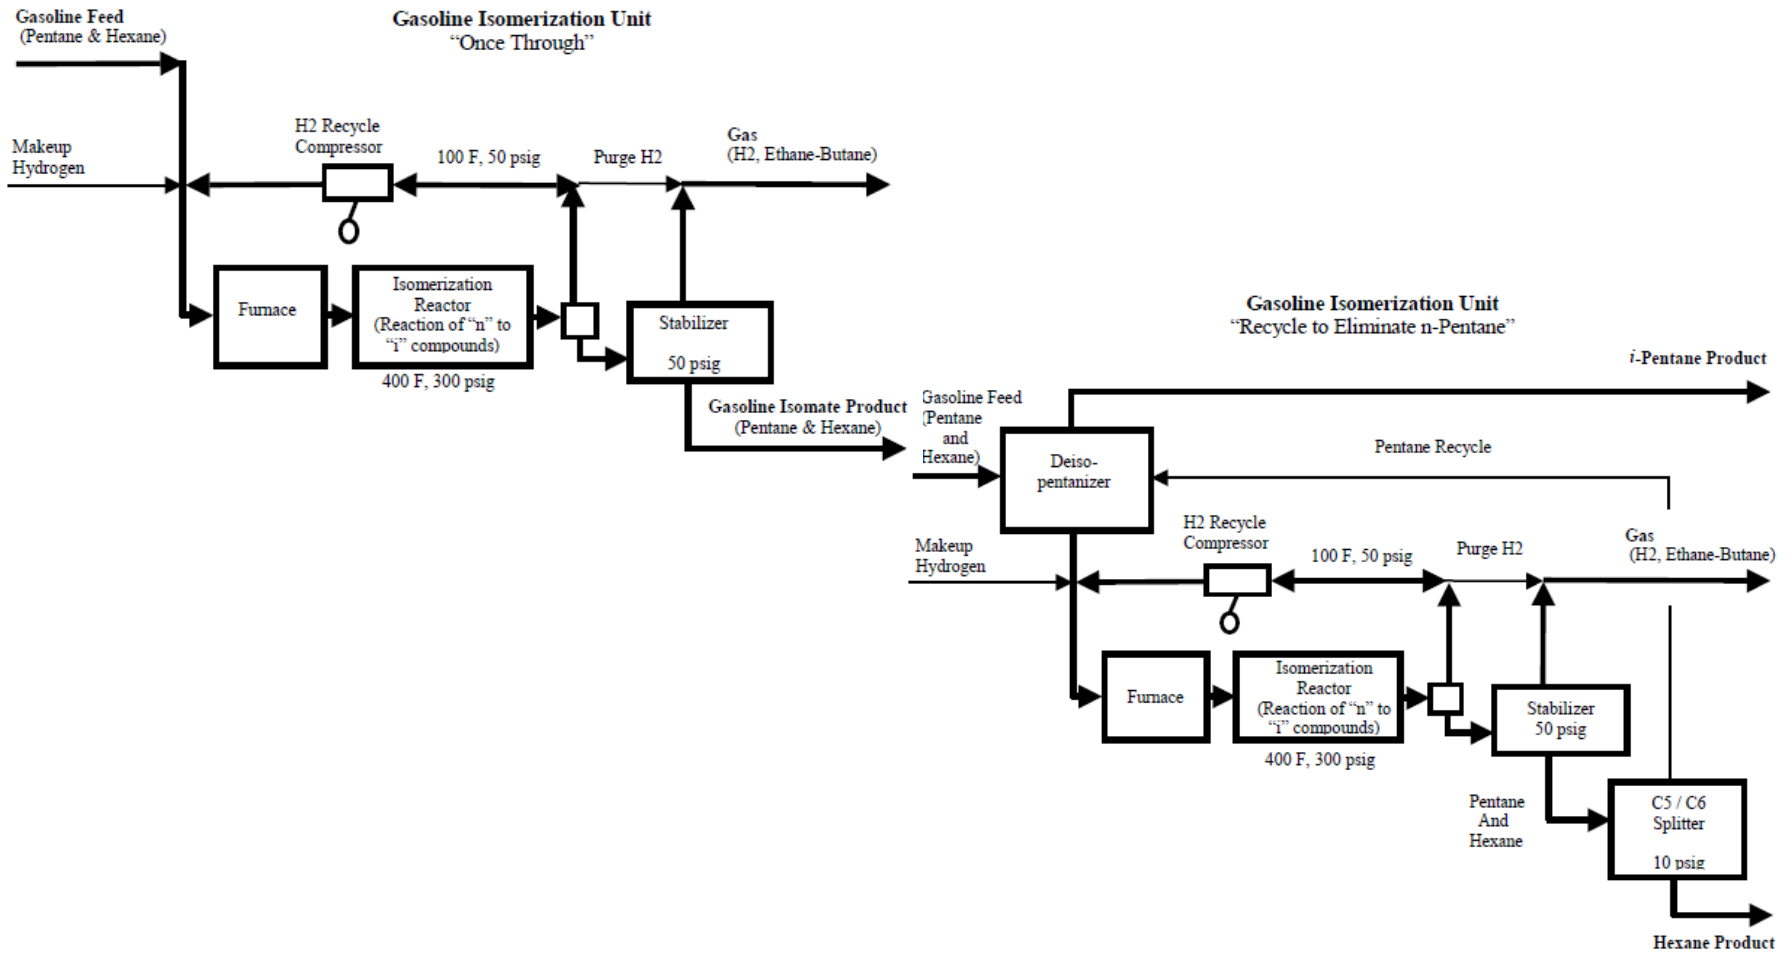 Gasoline Feed
(Pentane & Hexane)
Gasoline Isomerization Unit
“Once Through”
Makeup
Hydrogen
H2 Recycle
Compressor
100 F, 50 psig
Purge H2
Gas
(H2, Ethane-Butane)
Furnace
Isomerization
Reactor
(Reaction of “n” to
“i” compounds)
400 F, 300 psig
Stabilizer
50 psig
Gasoline Isomate Product
(Pentane & Hexane)
Gasoline Isomerization Unit
“Recycle to Eliminate n-Pentane”
i-Pentane Product
Gasoline Feed
(Pentane
and
Hexane)
Deiso-
pentanizer
Pentane Recycle
Makeup
Hydrogen
H2 Recycle
Compressor
100 F, 50 psig
Purge H2
Gas
(H2, Ethane-Butane)
Furnace
Isomerization
Reactor
(Reaction of “n” to
“i” compounds)
400 F, 300 psig
Stabilizer
50 psig
Pentane
And
Hexane
C5 / C6
Splitter
10 psig
Hexane Product